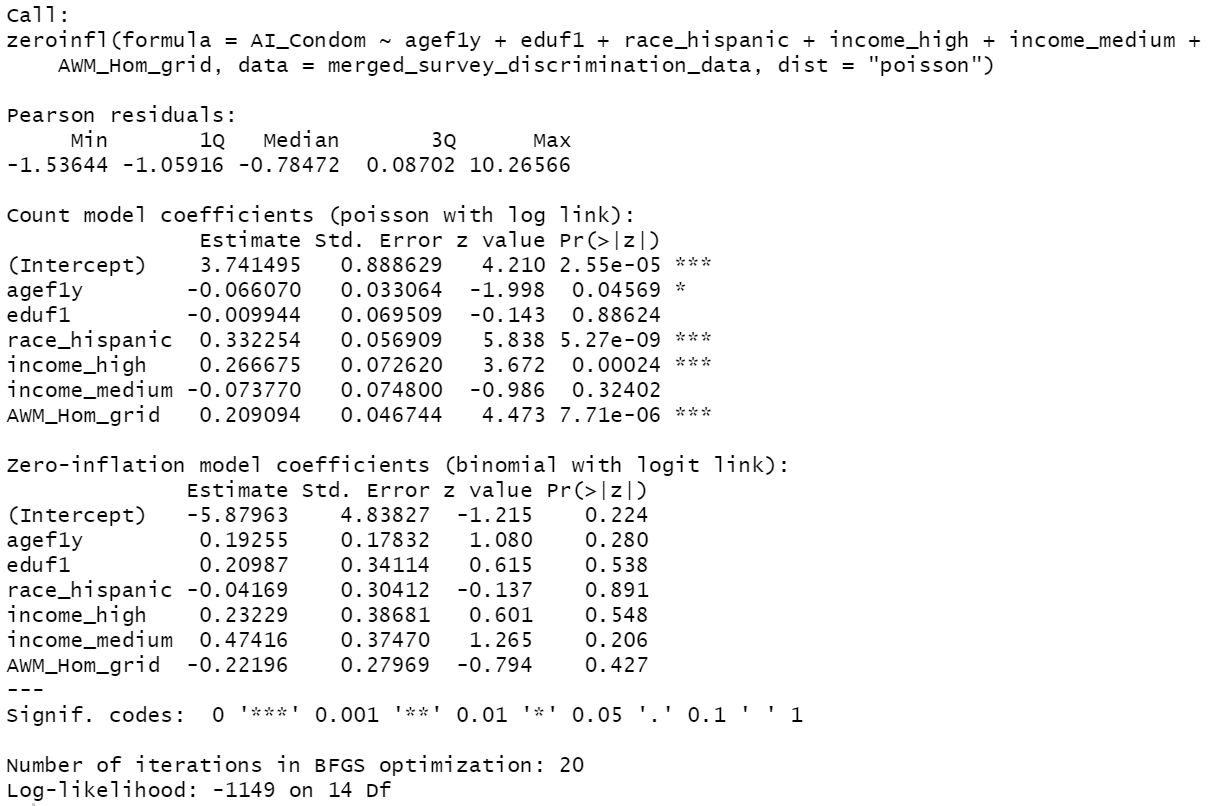 Call:
zeroinfl(formula = AI_Condom ~ agef1y + eduf1 + race_hispanic + income_high + income_medium +
    AWM_Hom_grid, data = merged_survey_discrimination_data, dist = "poisson")

Pearson residuals:
     Min       1Q   Median       3Q      Max
-1.53644 -1.05916 -0.78472  0.08702 10.26566

Count model coefficients (poisson with log link):
               Estimate Std. Error z value Pr(>|z|)
(Intercept)    3.741495   0.888629   4.210 2.55e-05 ***
agef1y        -0.066070   0.033064  -1.998  0.04569 *
eduf1         -0.009944   0.069509  -0.143  0.88624
race_hispanic  0.332254   0.056909   5.838 5.27e-09 ***
income_high    0.266675   0.072620   3.672  0.00024 ***
income_medium -0.073770   0.074800  -0.986  0.32402
AWM_Hom_grid   0.209094   0.046744   4.473 7.71e-06 ***

Zero-inflation model coefficients (binomial with logit link):
              Estimate Std. Error z value Pr(>|z|)
(Intercept)   -5.87963    4.83827  -1.215    0.224
agef1y         0.19255    0.17832   1.080    0.280
eduf1          0.20987    0.34114   0.615    0.538
race_hispanic -0.04169    0.30412  -0.137    0.891
income_high    0.23229    0.38681   0.601    0.548
income_medium  0.47416    0.37470   1.265    0.206
AWM_Hom_grid  -0.22196    0.27969  -0.794    0.427
---
Signif. codes:  0 '***' 0.001 '**' 0.01 '*' 0.05 '.' 0.1 ' ' 1

Number of iterations in BFGS optimization: 20
Log-likelihood: -1149 on 14 Df